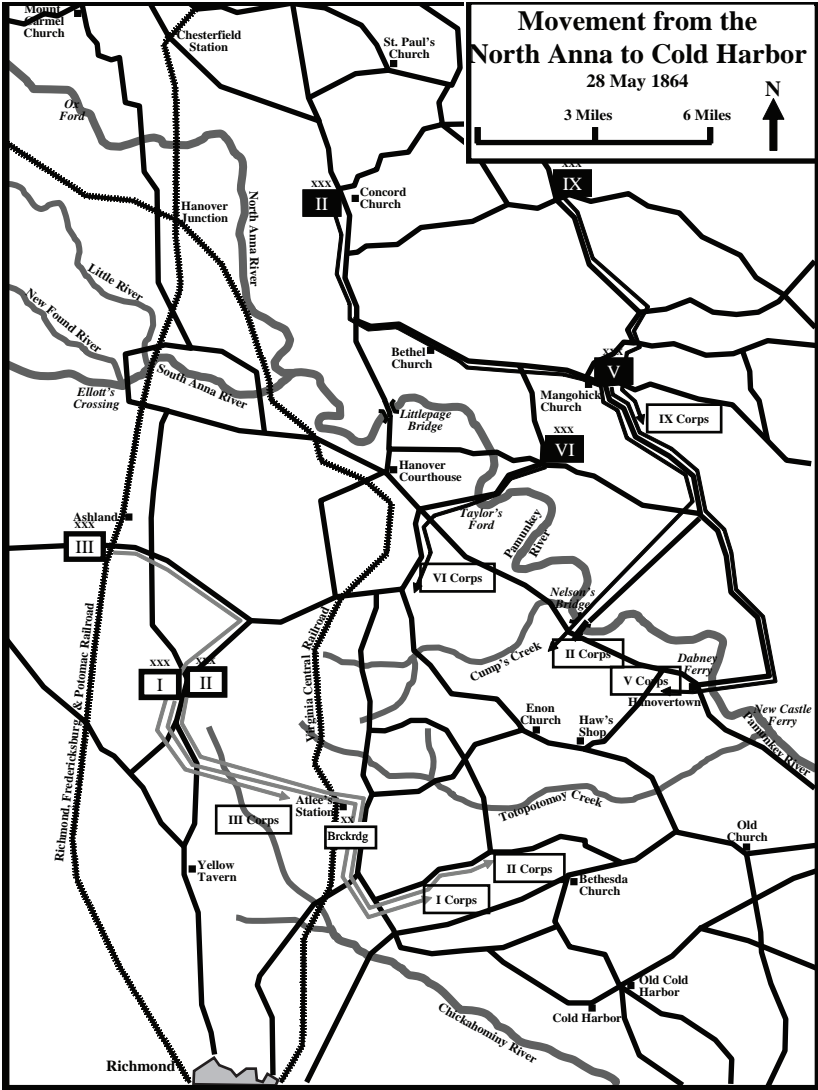 Movement from the
North Anna to Cold Harbor
28 May 1864
3 Miles
6 Miles
N
Mount
Carmel
Church
Chesterfield
Station
St. Paul's
Church
Ox
Ford
XXX
IX
XXX
II
Concord
Church
Hanover
Junction
North Anna River
Little River
New Found River
South Anna River
Ellott's
Crossing
Bethel
Church
XXX
V
Mangohick
Church
IX Corps
Littlepage
Bridge
XXX
VI
Hanover
Courthouse
Taylor's
Ford
Pamunkey
River
Ashland
XXX
III
VI Corps
Nelson's
Bridge
Cump's Creek
II Corps
V Corps
Dabney
Ferry
Hanovertown
New Castle
Ferry
Pamunkey River
XXX
I
XXX
II
Richmond, Fredericksburg & Potomac Railroad
Virginia Central Railroad
Enon
Church
Haw's
Shop
Totopotomoy Creek
Atlee's
Station
III Corps
XX
Brckrdg
Old
Church
Yellow
Tavern
II Corps
Bethesda
Church
I Corps
Old Cold
Harbor
Cold Harbor
Chickahominy River
Richmond